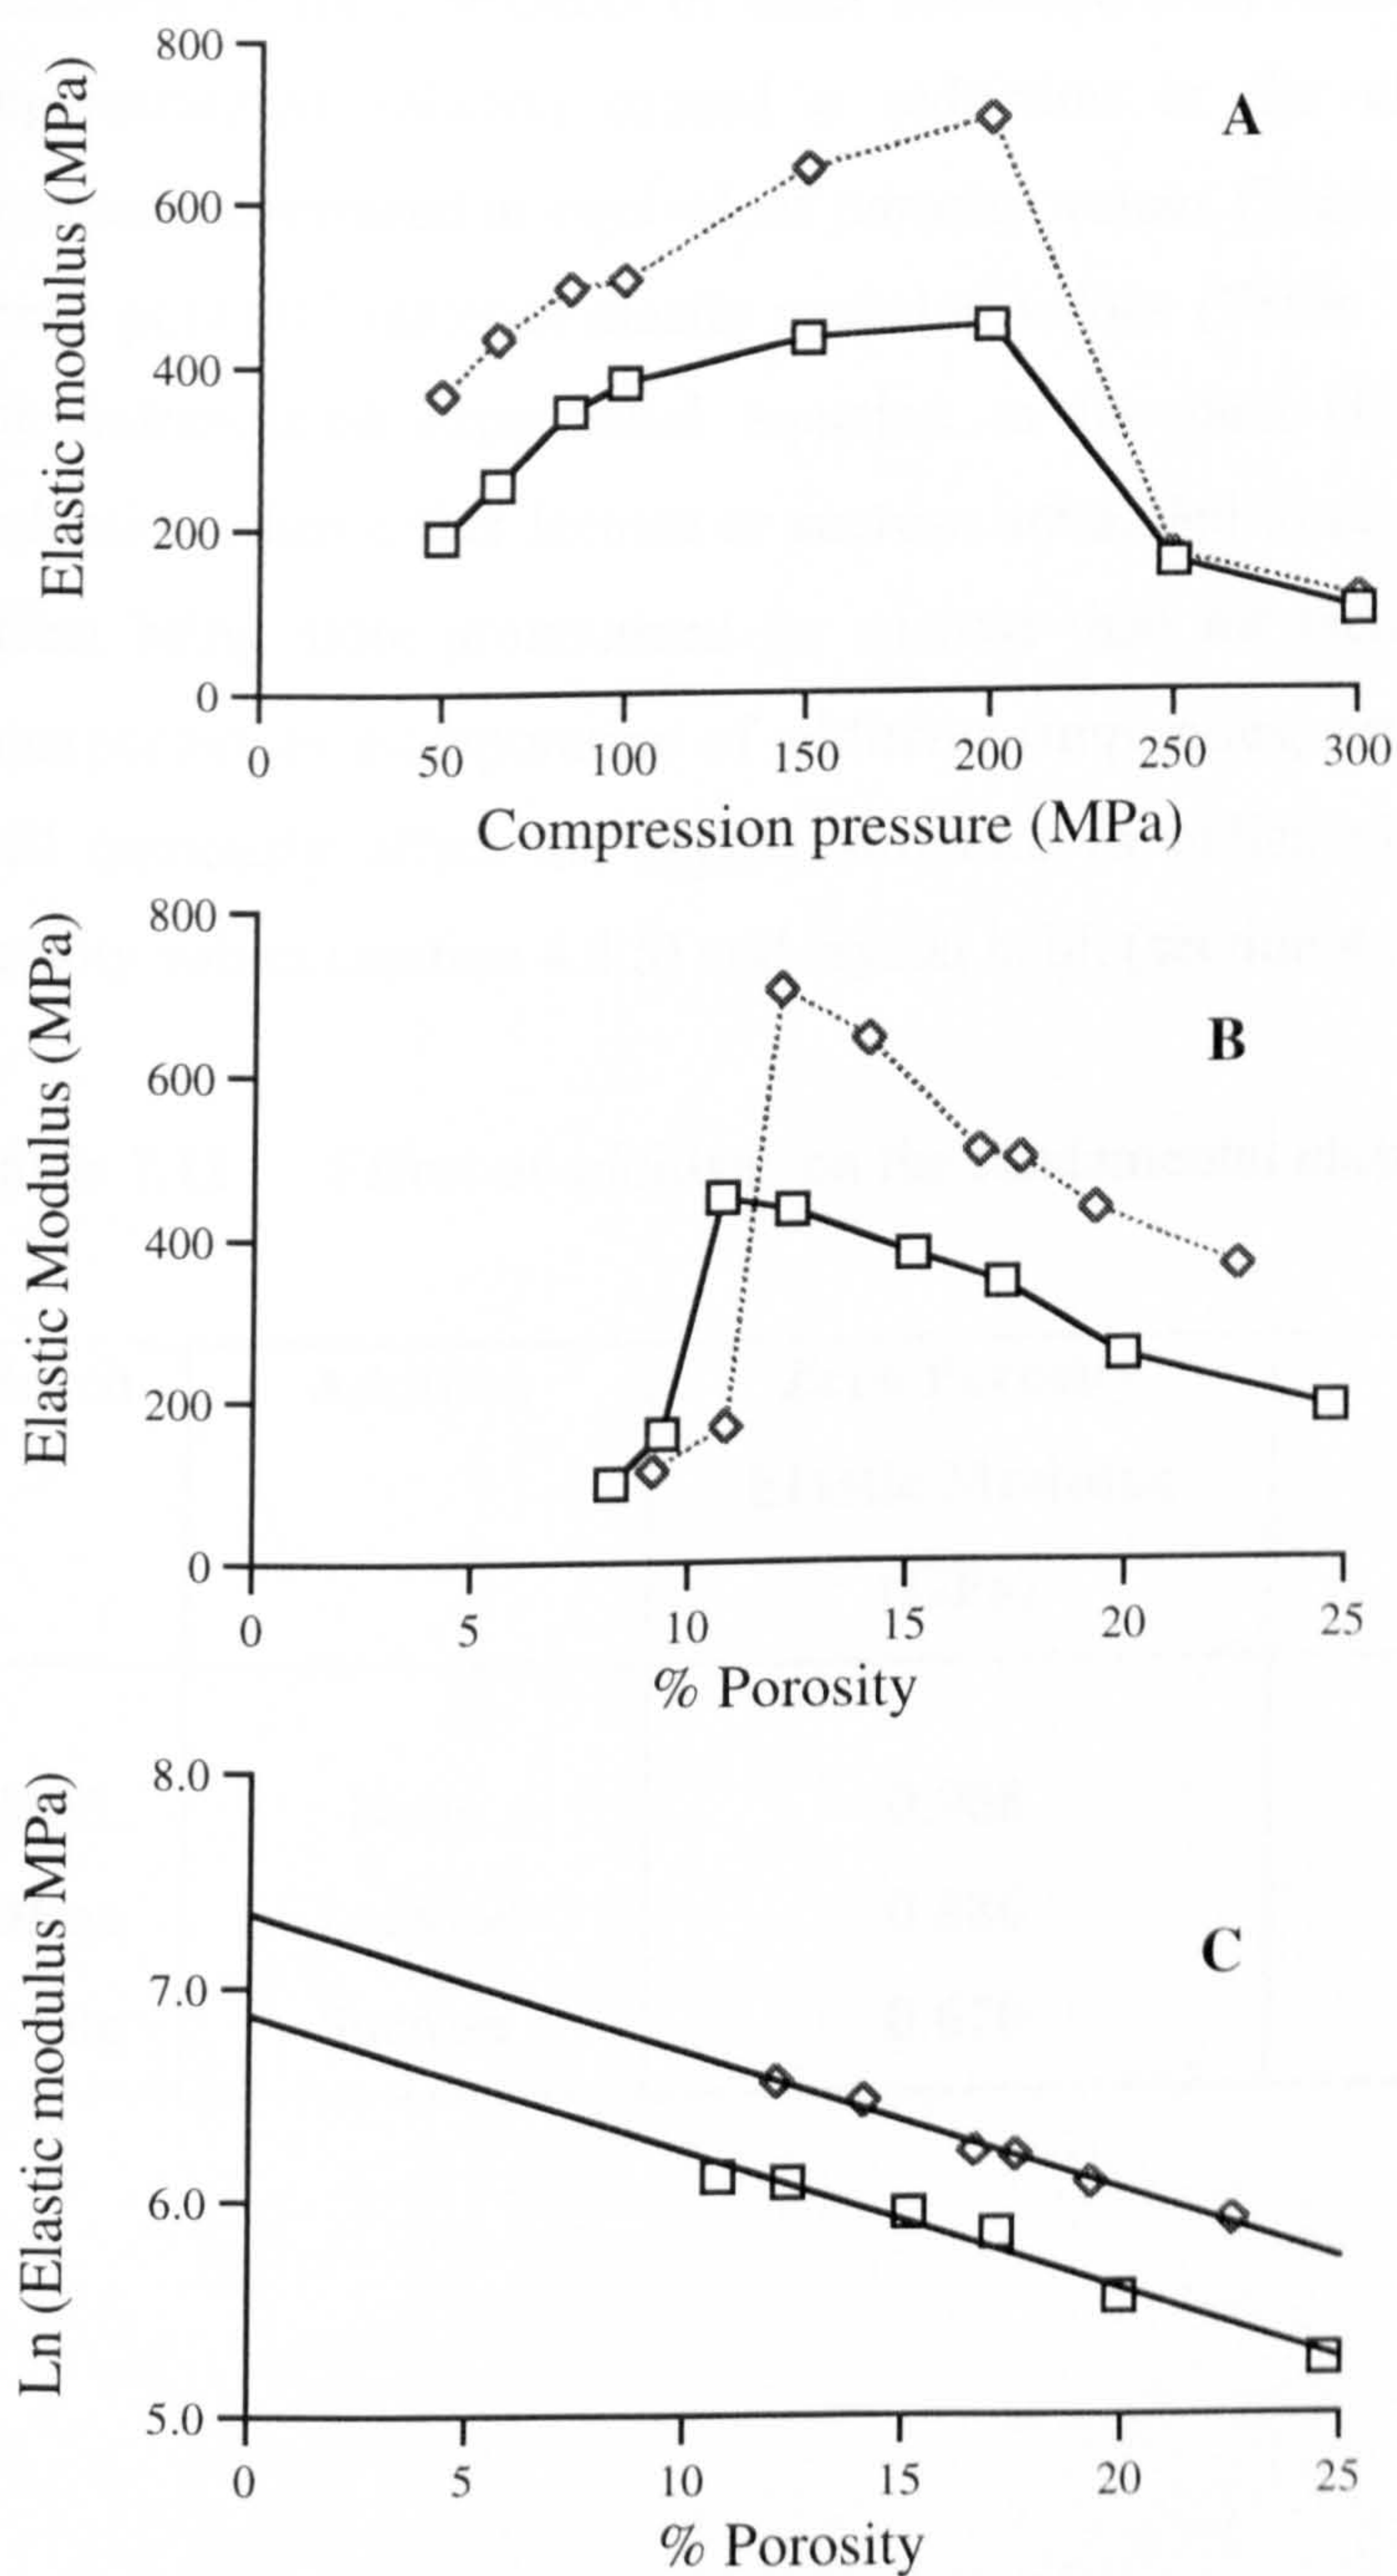 A
Elastic modulus (MPa)
800
600
400
200
0
0 50 100 150 200 250 300
Compression pressure (MPa)
B
Elastic Modulus (MPa)
800
600
400
200
0
0 5 10 15 20 25
% Porosity
C
Ln (Elastic modulus MPa)
8.0
7.0
6.0
5.0
0 5 10 15 20 25
% Porosity